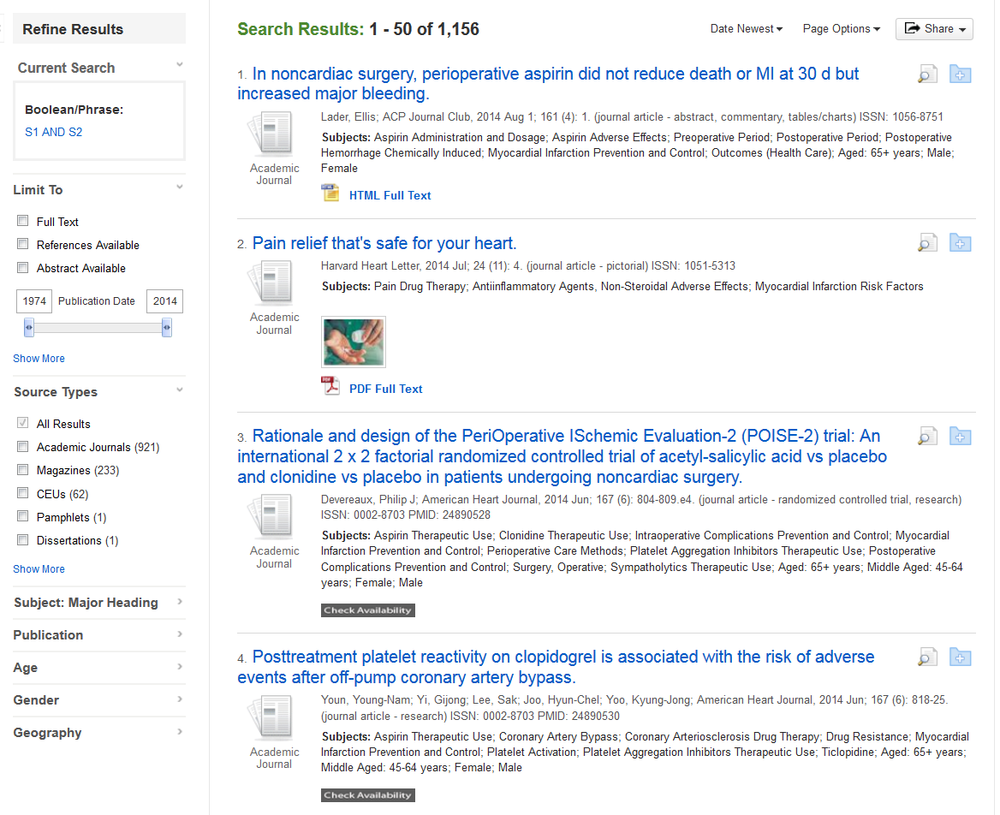 Refine Results
Current Search
Boolean/Phrase:
S1 AND S2
Limit To
Full Text
References Available
Abstract Available
1974 Publication Date 2014
Show More
Source Types
All Results
Academic Journals (921)
Magazines (233)
CEUs (62)
Pamphlets (1)
Dissertations (1)
Show More
Subject: Major Heading
Publication
Age
Gender
Geography
Search Results: 1 - 50 of 1,156
Date Newest Page Options Share
1. In noncardiac surgery, perioperative aspirin did not reduce death or MI at 30 d but
increased major bleeding.
Academic
Journal
Lader, Ellis; ACP Journal Club, 2014 Aug 1; 161 (4): 1. (journal article - abstract, commentary, tables/charts) ISSN: 1056-8751
Subjects: Aspirin Administration and Dosage; Aspirin Adverse Effects; Preoperative Period; Postoperative Period; Postoperative
Hemorrhage Chemically Induced; Myocardial Infarction Prevention and Control; Outcomes (Health Care); Aged: 65+ years; Male;
Female
HTML Full Text
2. Pain relief that's safe for your heart.
Academic
Journal
Harvard Heart Letter, 2014 Jul; 24 (11): 4. (journal article - pictorial) ISSN: 1051-5313
Subjects: Pain Drug Therapy; Antiinflammatory Agents, Non-Steroidal Adverse Effects; Myocardial Infarction Risk Factors
PDF Full Text
3. Rationale and design of the PeriOperative ISchemic Evaluation-2 (POISE-2) trial: An
international 2 x 2 factorial randomized controlled trial of acetyl-salicylic acid vs placebo
and clonidine vs placebo in patients undergoing noncardiac surgery.
Academic
Journal
Devereaux, Philip J; American Heart Journal, 2014 Jun; 167 (6): 804-809.e4. (journal article - randomized controlled trial, research)
ISSN: 0002-8703 PMID: 24890528
Subjects: Aspirin Therapeutic Use; Clonidine Therapeutic Use; Intraoperative Complications Prevention and Control; Myocardial
Infarction Prevention and Control; Perioperative Care Methods; Platelet Aggregation Inhibitors Therapeutic Use; Postoperative
Complications Prevention and Control; Surgery, Operative; Sympatholytics Therapeutic Use; Aged: 65+ years; Middle Aged: 45-64
years; Female; Male
Check Availability
4. Posttreatment platelet reactivity on clopidogrel is associated with the risk of adverse
events after off-pump coronary artery bypass.
Academic
Journal
Youn, Young-Nam; Yi, Gijong; Lee, Sak; Joo, Hyun-Chel; Yoo, Kyung-Jong; American Heart Journal, 2014 Jun; 167 (6): 818-25.
(journal article - research) ISSN: 0002-8703 PMID: 24890530
Subjects: Aspirin Therapeutic Use; Coronary Artery Bypass; Coronary Arteriosclerosis Drug Therapy; Drug Resistance; Myocardial
Infarction Prevention and Control; Platelet Activation; Platelet Aggregation Inhibitors Therapeutic Use; Ticlopidine; Aged: 65+ years;
Middle Aged: 45-64 years; Female; Male
Check Availability